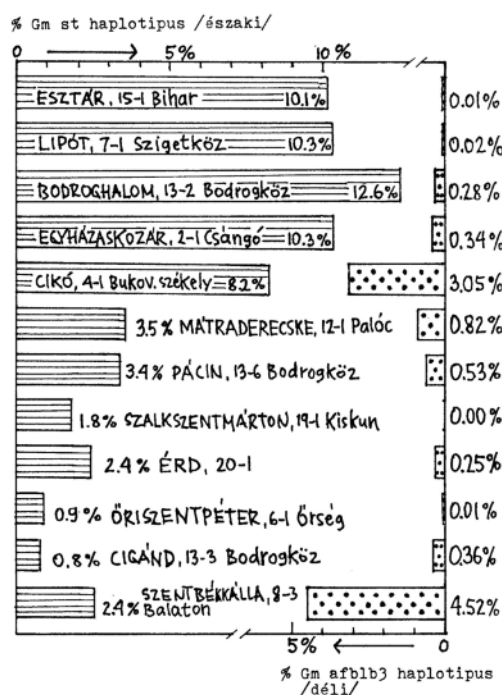 % Gm st haplotipus /északi/
0 5% 10%
ESZTÁR, 15-1 Bihar 10.1% 0.01%
LIPÓT, 7-1 Szigetköz 10.3% 0.02%
BODROGHALOM, 13-2 Bodrogköz 12.6% 0.28%
EGYHÁZASKOZÁR, 2-1 Csángó 10.3% 0.34%
CIKÓ, 4-1 Bukov. székely 8.2% 3.05%
3.5% MÁTRADERECSKE, 12-1 Palóc 0.82%
3.4% PÁCIN, 13-6 Bodrogköz 0.53%
1.8% SZALKSZENTMÁRTON, 19-1 Kiskun 0.00%
2.4% ÉRD, 20-1 0.25%
0.9% ŐRISZENTPÉTER, 6-1 Őrség 0.01%
0.8% CIGÁND, 13-3 Bodrogköz 0.36%
SZENTBÉKKÁLLA, 8-3
2.4% Balaton 4.52%
5% 0
% Gm afb1b3 haplotipus
/déli/